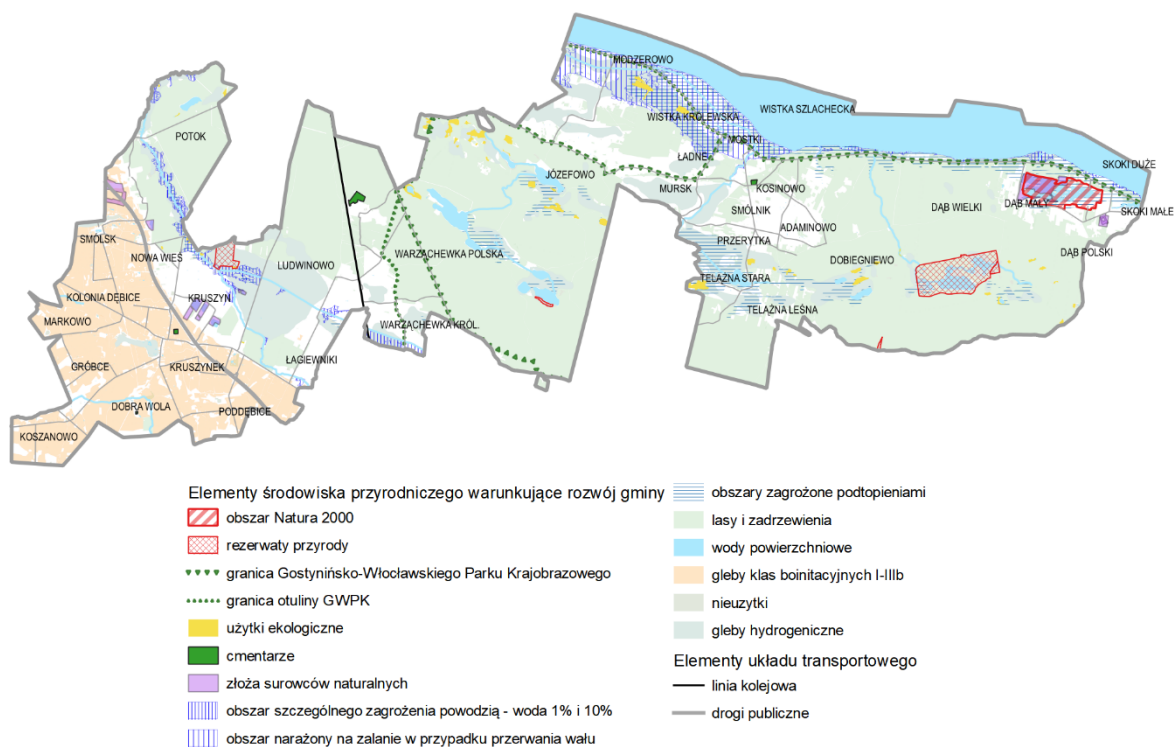 MODZEROWO
WISTKA SZLACHECKA
WISTKA KRÓLEWSKA
MOSTKI
POTOK
ŁADNE
SKOKI DUŻE
JÓZEFOWO
MURSK
KOSINOWO
DĄB WIELKI
DĄB MAŁY
SKOKI MAŁE
SMÓLNIK
SMÓLSK
ADAMINOWO
NOWA WIEŚ
WARZACHEWKA POLSKA
PRZERYTKA
DĄB POLSKI
LUDWINOWO
DOBIEGNIEWO
TELĄŻNA STARA
KOLONIA DĘBICE
KRUSZYN
TELĄŻNA LEŚNA
MARKOWO
WARZACHEWKA KRÓL.
ŁAGIEWNIKI
GRÓBCE
KRUSZYNEK
DOBRA WOLA
PODDĘBICE
KOSZANOWO
Elementy środowiska przyrodniczego warunkujące rozwój gminy
obszar Natura 2000
rezerwaty przyrody
granica Gostynińsko-Włocławskiego Parku Krajobrazowego
granica otuliny GWPK
użytki ekologiczne
cmentarze
złoża surowców naturalnych
obszar szczególnego zagrożenia powodzią - woda 1% i 10%
obszar narażony na zalanie w przypadku przerwania wału
obszary zagrożone podtopieniami
lasy i zadrzewienia
wody powierzchniowe
gleby klas boinitacyjnych I-IIIb
nieuzytki
gleby hydrogeniczne
Elementy układu transportowego
linia kolejowa
drogi publiczne